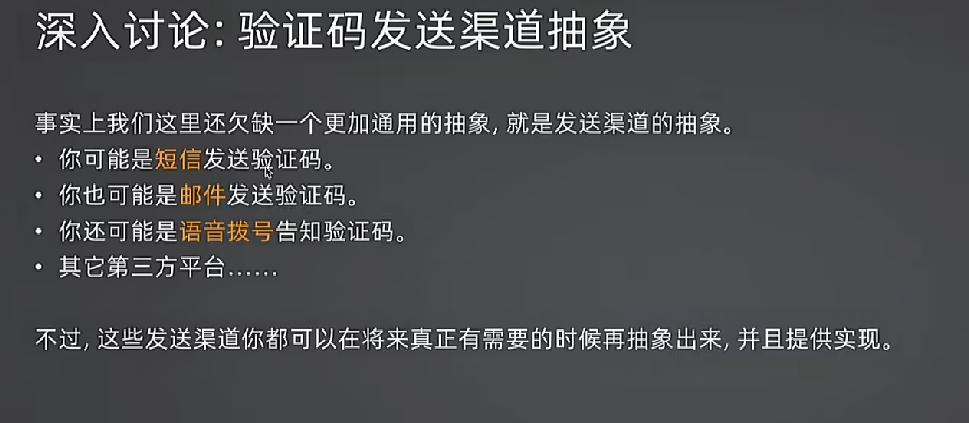 深入讨论: 验证码发送渠道抽象
事实上我们这里还欠缺一个更加通用的抽象, 就是发送渠道的抽象。
• 你可能是短信发送验证码。
• 你也可能是邮件发送验证码。
• 你还可能是语音拨号告知验证码。
• 其它第三方平台……
不过, 这些发送渠道你都可以在将来真正有需要的时候再抽象出来, 并且提供实现。